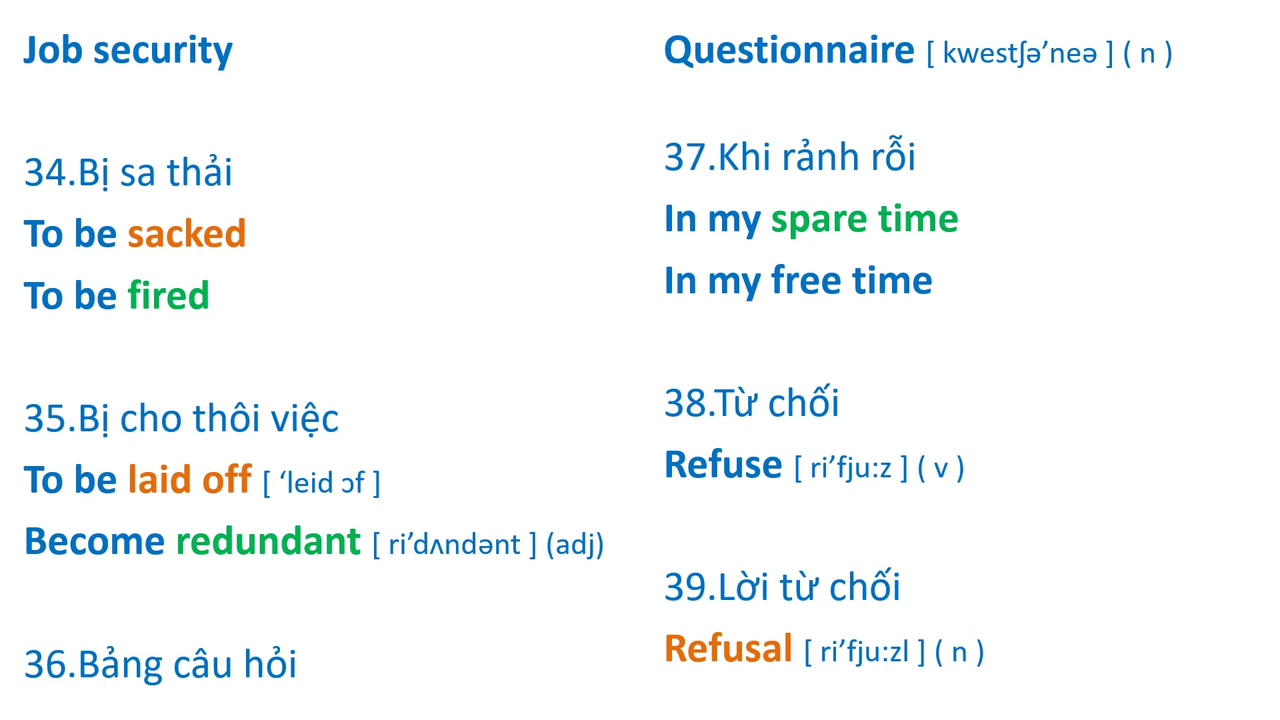 Job security
34.Bị sa thải
To be sacked
To be fired
35.Bị cho thôi việc
To be laid off [ ‘leid ɔf ]
Become redundant [ ri’dʌndənt ] (adj)
36.Bảng câu hỏi
Questionnaire [ kwestʃə’neə ] ( n )
37.Khi rảnh rỗi
In my spare time
In my free time
38.Từ chối
Refuse [ ri’fju:z ] ( v )
39.Lời từ chối
Refusal [ ri’fju:zl ] ( n )